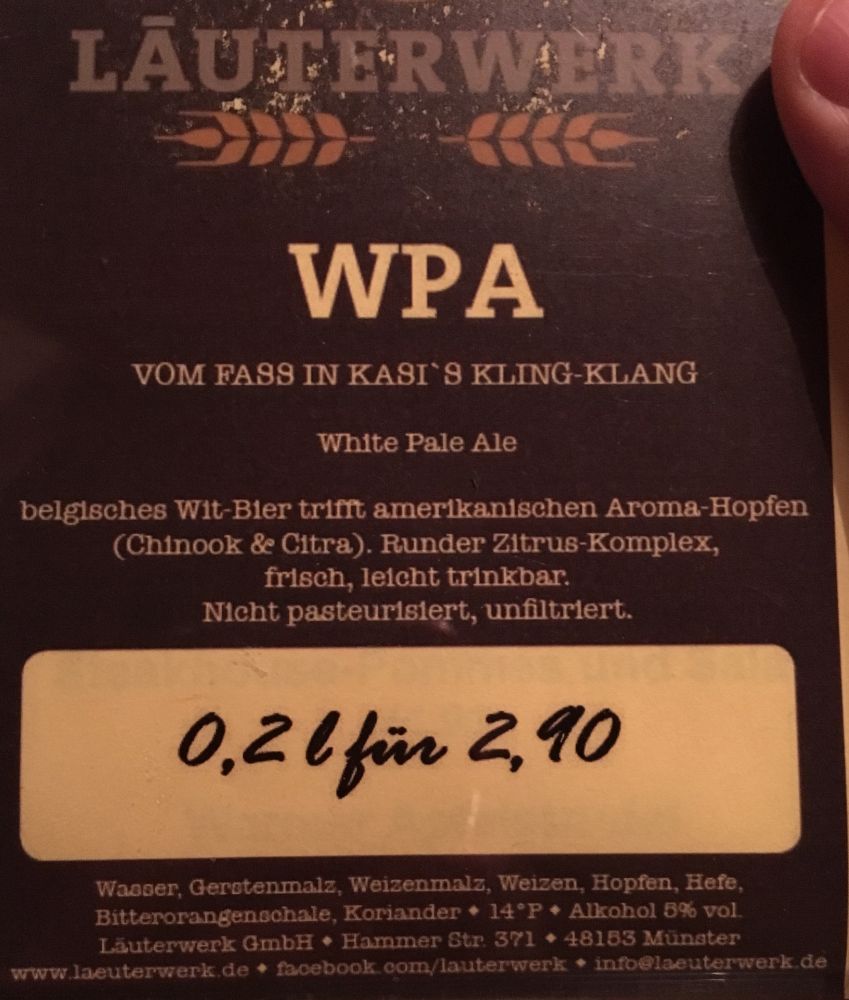 LÄUTERWERK
WPA
VOM FASS IN KASI`S KLING-KLANG
White Pale Ale
belgisches Wit-Bier trifft amerikanischen Aroma-Hopfen
(Chinook & Citra). Runder Zitrus-Komplex,
frisch, leicht trinkbar.
Nicht pasteurisiert, unfiltriert.
0,2 l für 2,90
Wasser, Gerstenmalz, Weizenmalz, Weizen, Hopfen, Hefe,
Bitterorangenschale, Koriander ◆ 14°P ◆ Alkohol 5% vol.
Läuterwerk GmbH ◆ Hammer Str. 371 ◆ 48153 Münster
www.laeuterwerk.de ◆ facebook.com/lauterwerk ◆ info@laeuterwerk.de